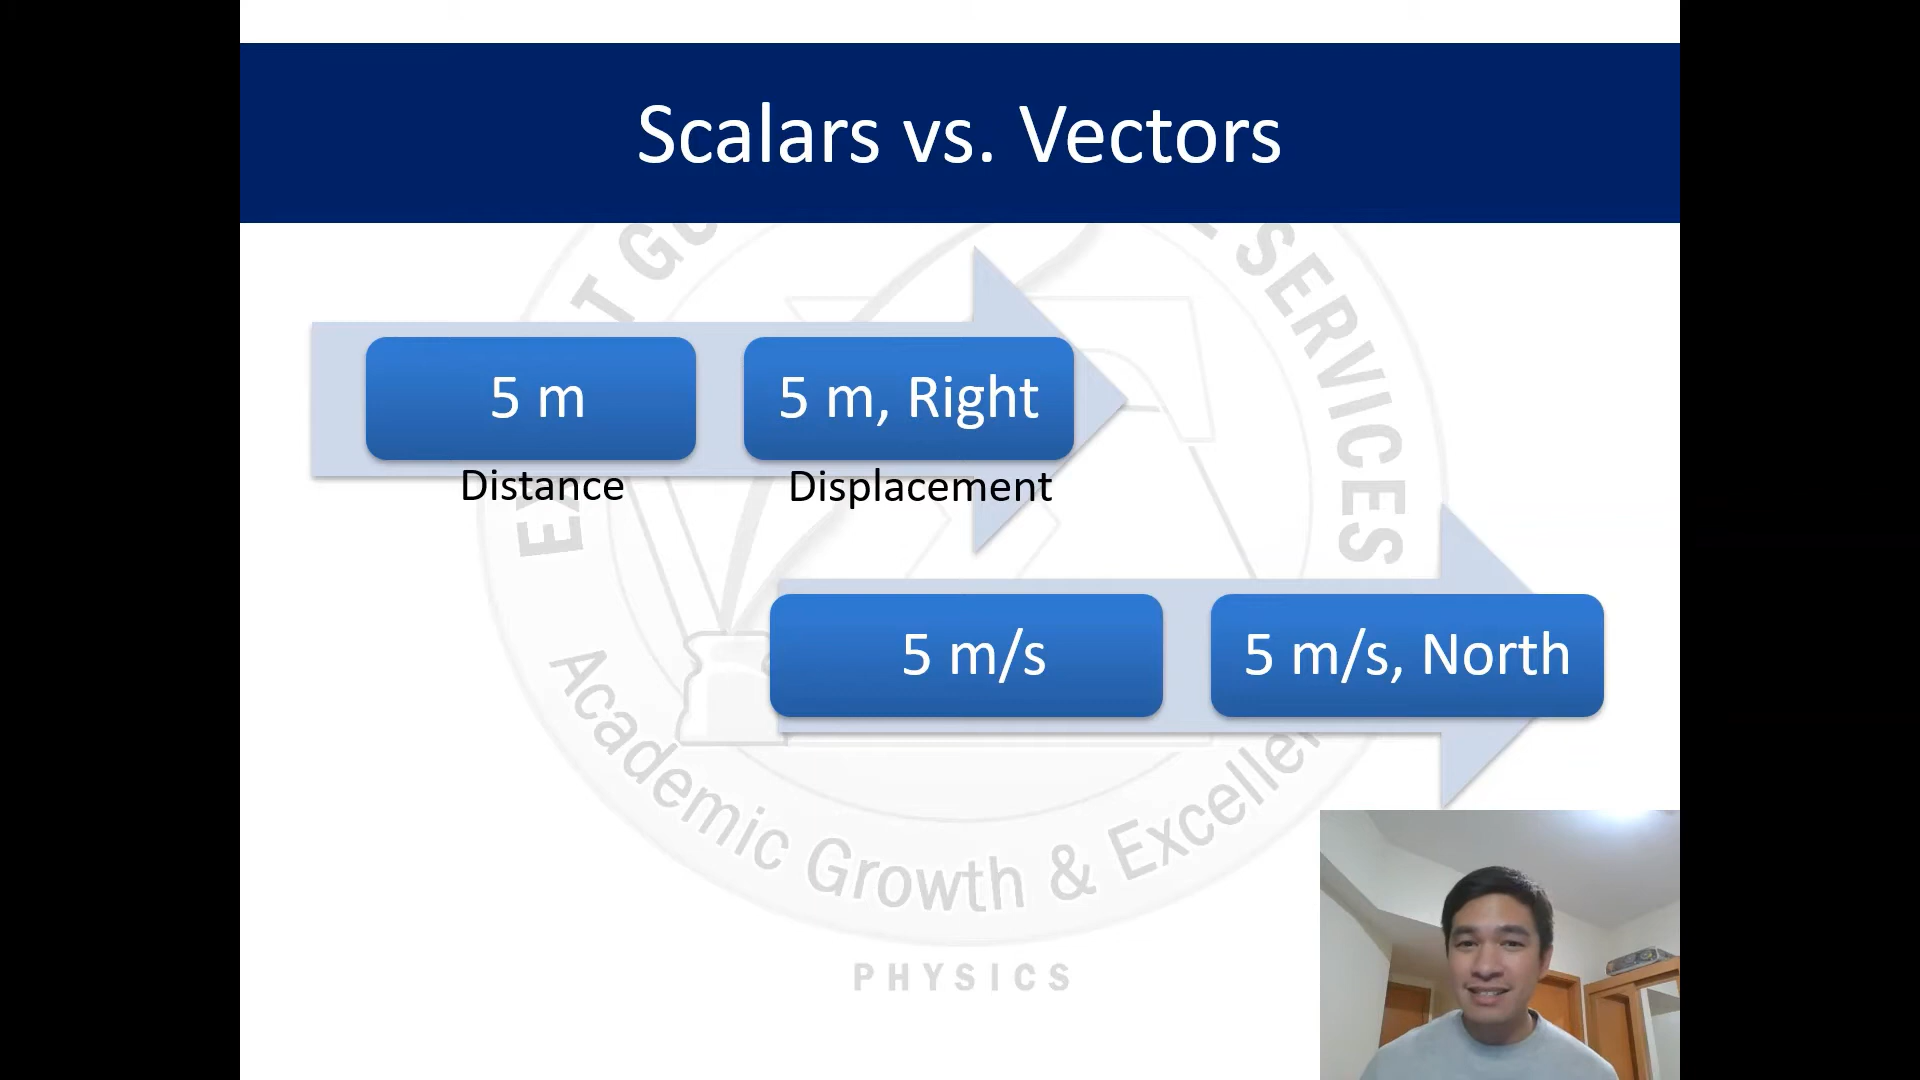 Scalars vs. Vectors
5 m
5 m, Right
Distance
Displacement
5 m/s
5 m/s, North
SERVICES
Academic Growth & Excelle
PHYSICS